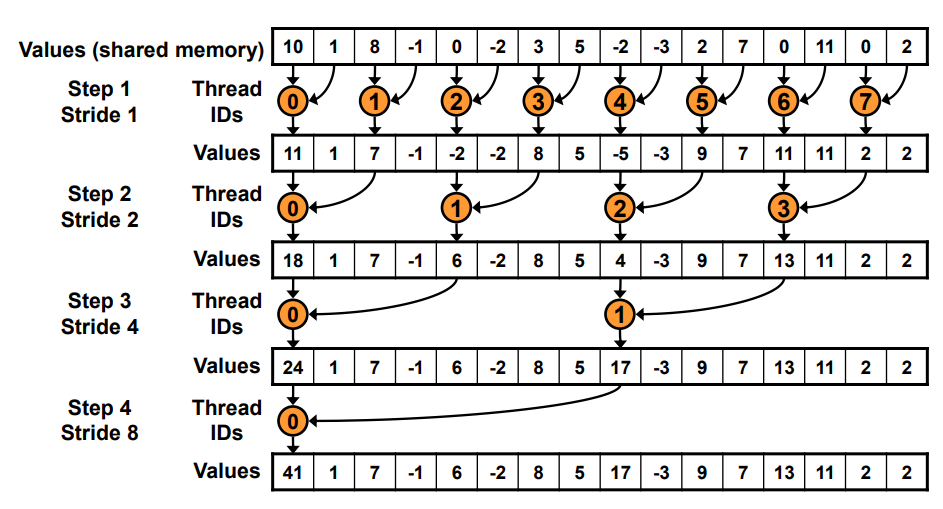 Values (shared memory) 10 1 8 -1 0 -2 3 5 -2 -3 2 7 0 11 0 2
Step 1 Thread
Stride 1 IDs
0 1 2 3 4 5 6 7
Values 11 1 7 -1 -2 -2 8 5 -5 -3 9 7 11 11 2 2
Step 2 Thread
Stride 2 IDs
0 1 2 3
Values 18 1 7 -1 6 -2 8 5 4 -3 9 7 13 11 2 2
Step 3 Thread
Stride 4 IDs
0 1
Values 24 1 7 -1 6 -2 8 5 17 -3 9 7 13 11 2 2
Step 4 Thread
Stride 8 IDs
0
Values 41 1 7 -1 6 -2 8 5 17 -3 9 7 13 11 2 2